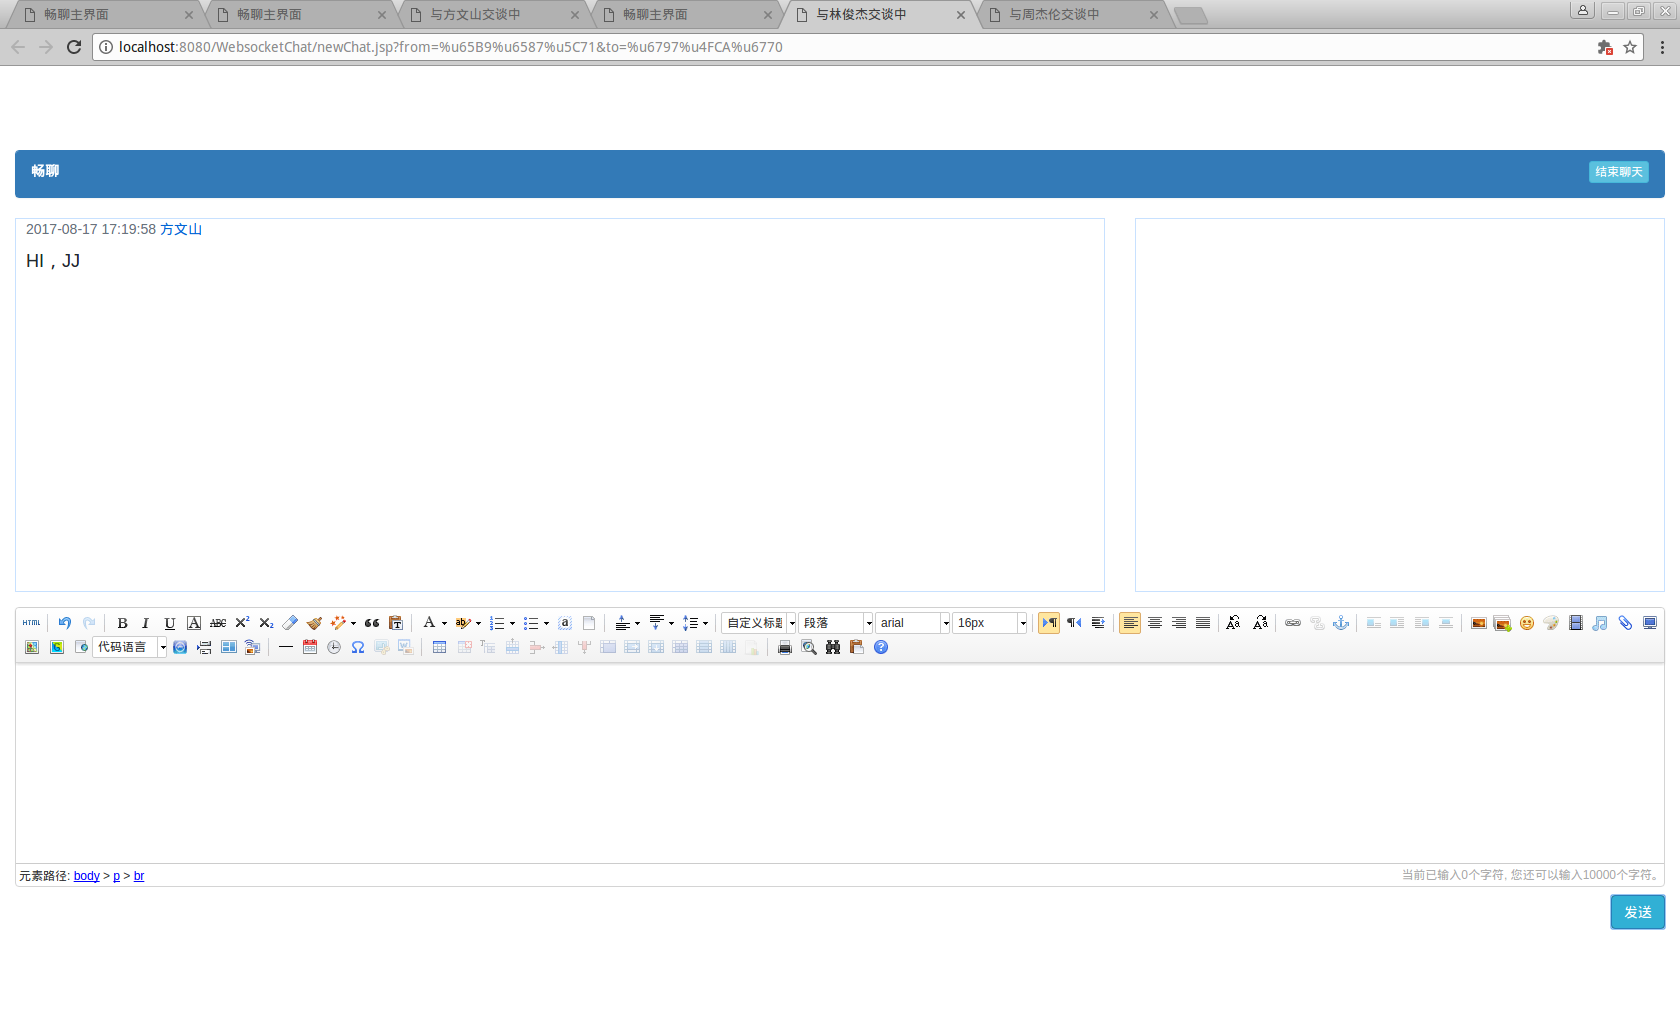 畅聊主界面
畅聊主界面
与方文山交谈中
畅聊主界面
与林俊杰交谈中
与周杰伦交谈中
localhost:8080/WebsocketChat/newChat.jsp?from=%u65B9%u6587%u5C71&to=%u6797%u4FCA%u6770
畅聊
结束聊天
2017-08-17 17:19:58 方文山
HI，JJ
HTML B I U A ABC X² X₂ 自定义标题 段落 arial 16px
代码语言
元素路径: body > p > br
当前已输入0个字符, 您还可以输入10000个字符。
发送